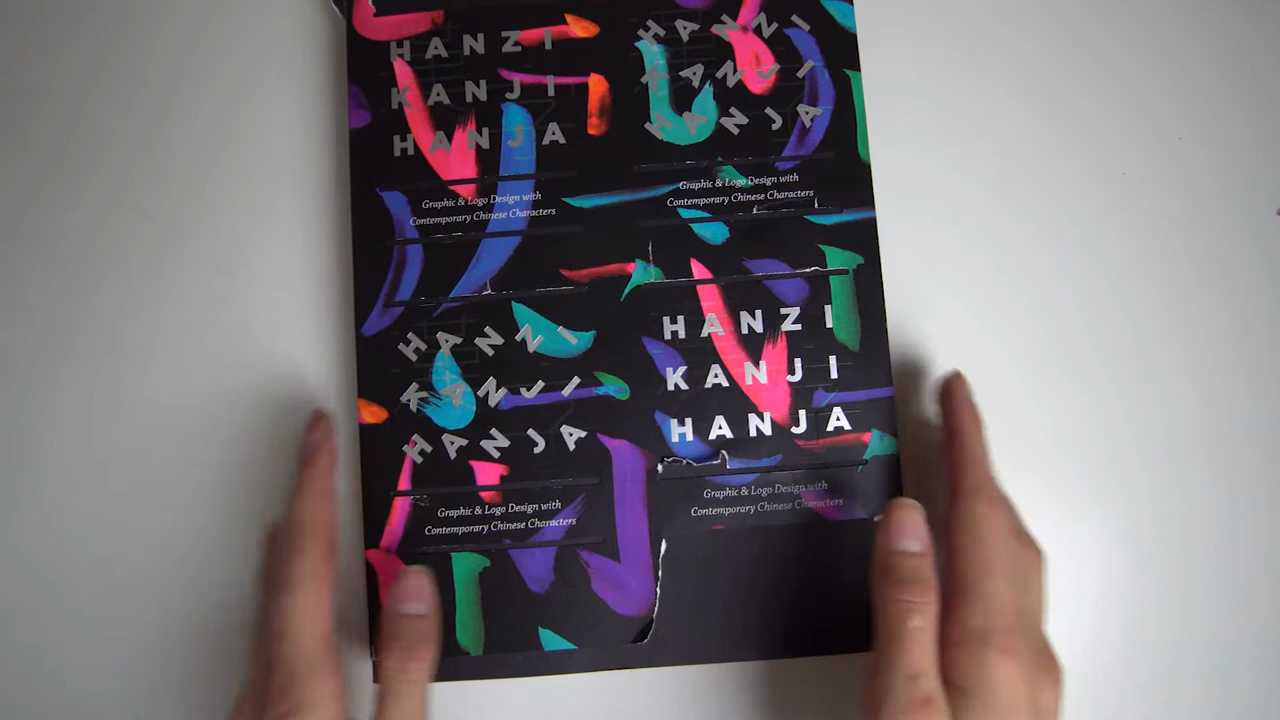 HANZI
KANJI
HANJA
Graphic & Logo Design with
Contemporary Chinese Characters
HANZI
KANJI
HANJA
Graphic & Logo Design with
Contemporary Chinese Characters
HANZI
KANJI
HANJA
Graphic & Logo Design with
Contemporary Chinese Characters
HANZI
KANJI
HANJA
Graphic & Logo Design with
Contemporary Chinese Characters